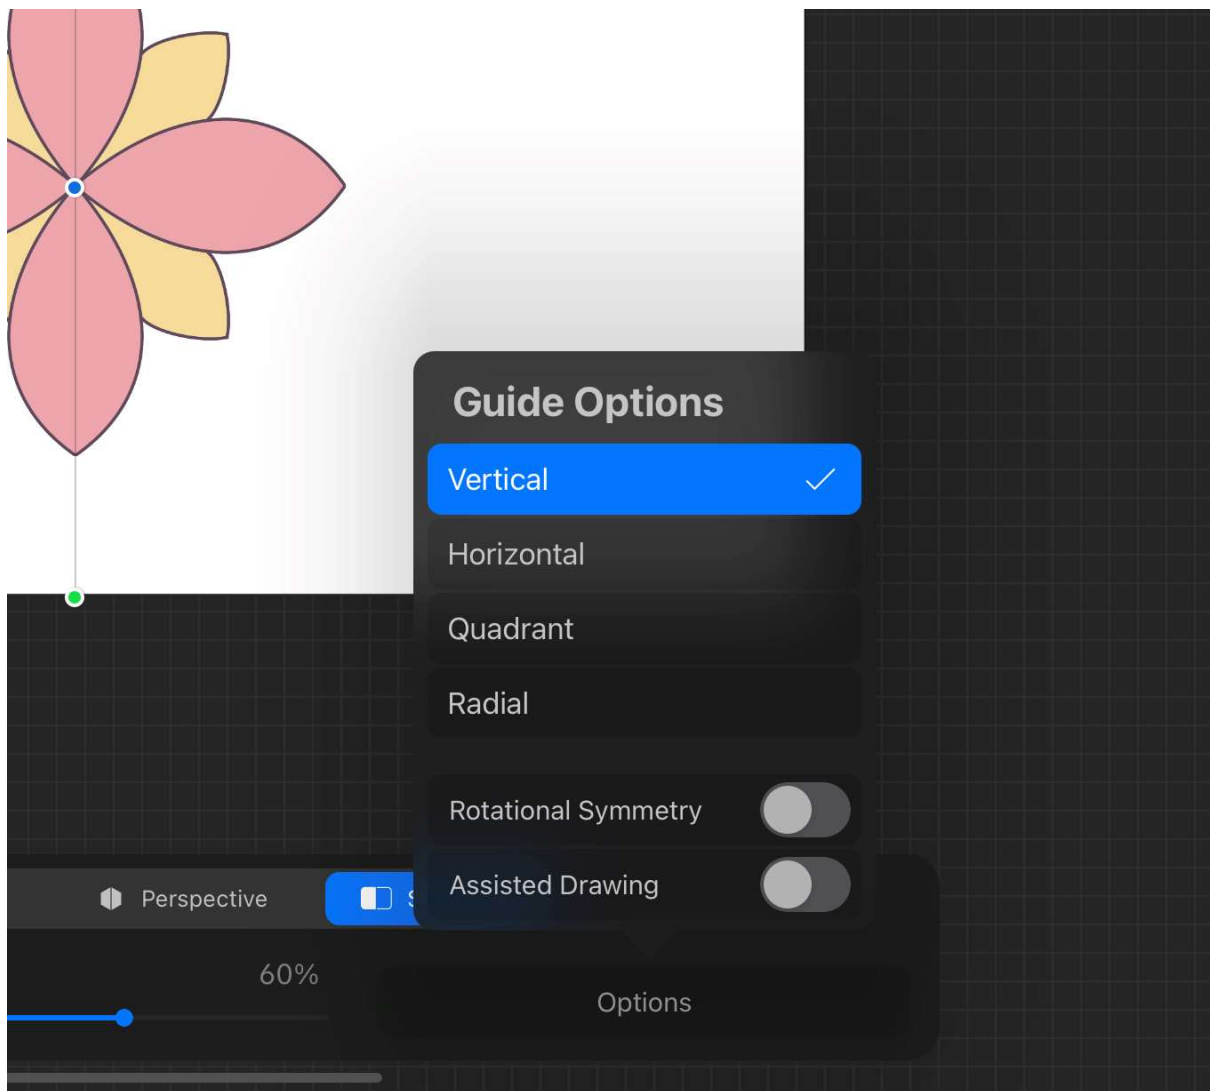 Guide Options
Vertical
Horizontal
Quadrant
Radial
Rotational Symmetry
Assisted Drawing
Perspective
60%
Options